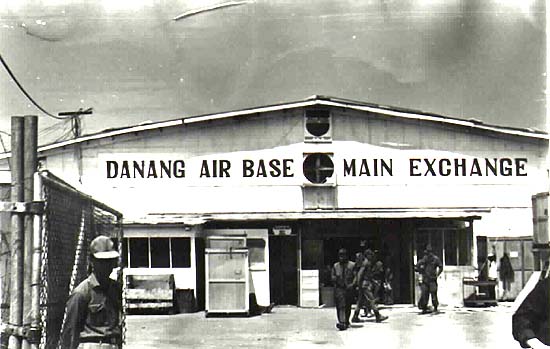 DANANG AIR BASE MAIN EXCHANGE